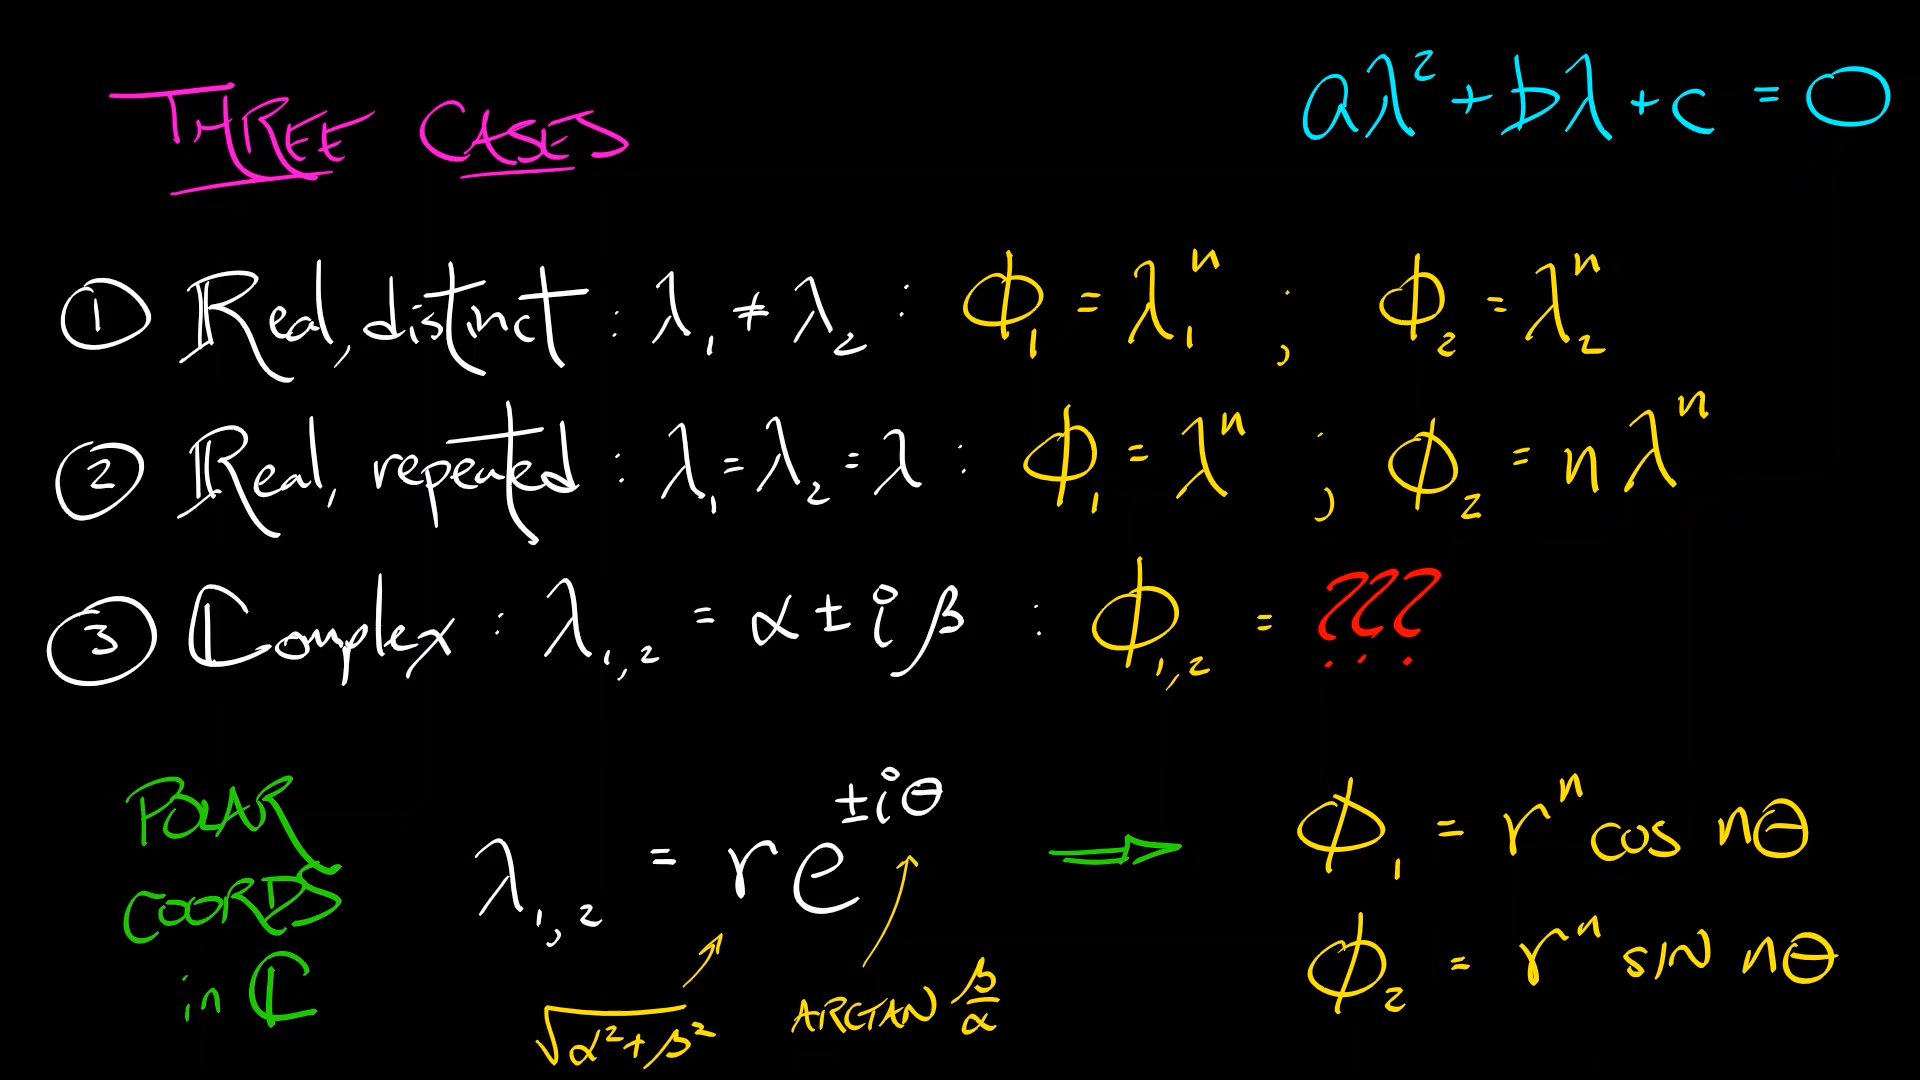 THREE CASES
aλ² + bλ + c = 0
① Real, distinct : λ₁ ≠ λ₂ : ϕ₁ = λ₁ⁿ ; ϕ₂ = λ₂ⁿ
② Real, repeated : λ₁ = λ₂ = λ : ϕ₁ = λⁿ ; ϕ₂ = nλⁿ
③ ℂomplex : λ₁,₂ = α ± iβ : ϕ₁,₂ = ???
POLAR
COORDS
in ℂ
λ₁,₂ = re^±iθ ⇒ ϕ₁ = rⁿ cos nθ
ϕ₂ = rⁿ sin nθ
√α²+β² ARCTAN β/α